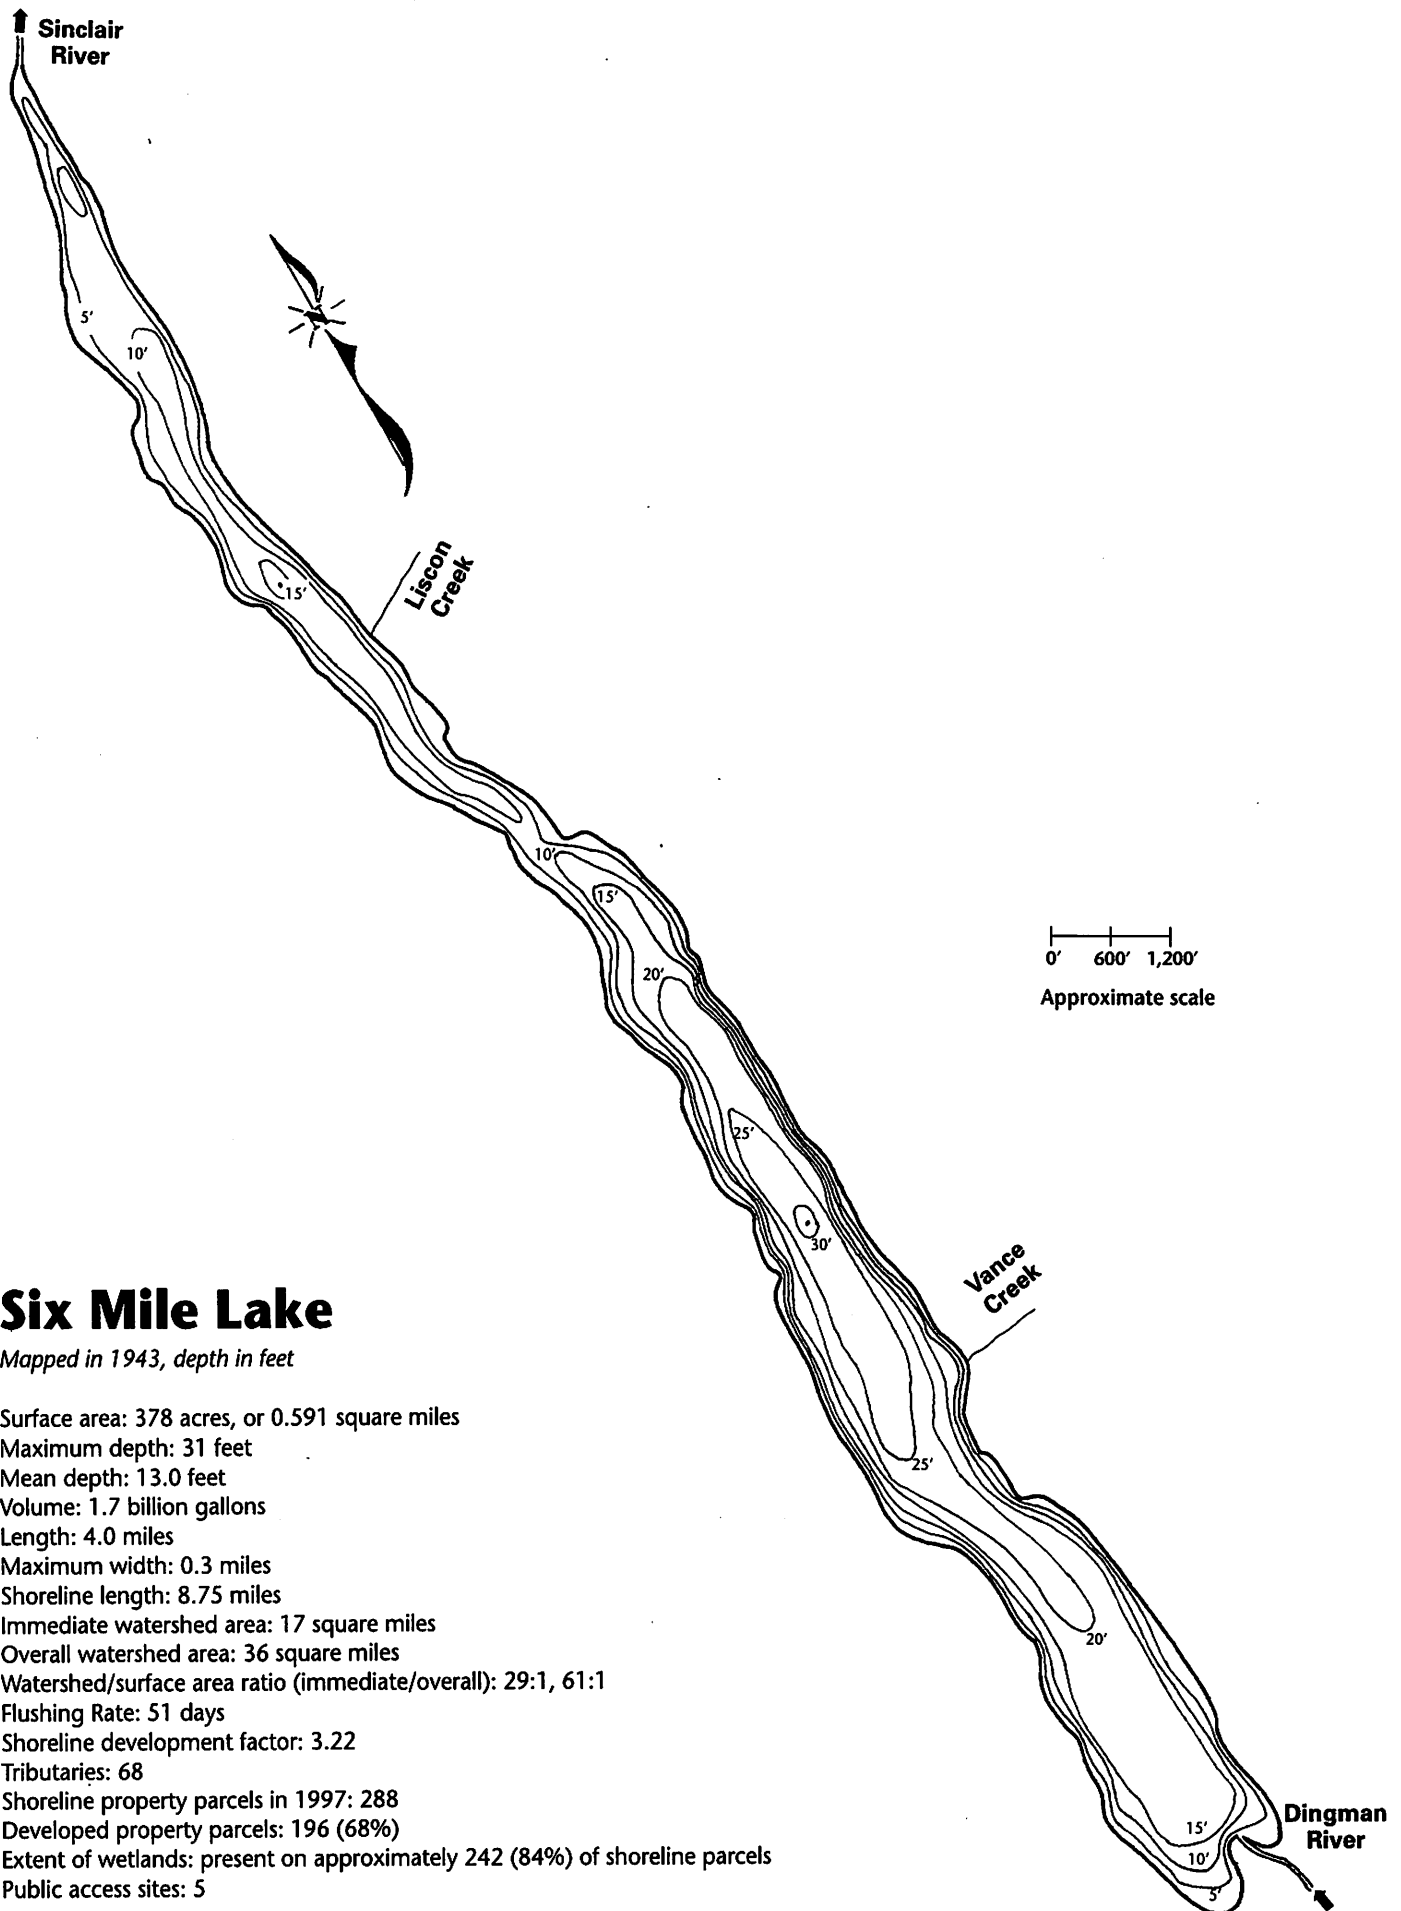 Sinclair
River
5'
10'
15'
Liscon
Creek
10'
15'
20'
0' 600' 1,200'
Approximate scale
25'
30'
Vance
Creek
25'
20'
15'
10'
5'
Dingman
River
Six Mile Lake
Mapped in 1943, depth in feet
Surface area: 378 acres, or 0.591 square miles
Maximum depth: 31 feet
Mean depth: 13.0 feet
Volume: 1.7 billion gallons
Length: 4.0 miles
Maximum width: 0.3 miles
Shoreline length: 8.75 miles
Immediate watershed area: 17 square miles
Overall watershed area: 36 square miles
Watershed/surface area ratio (immediate/overall): 29:1, 61:1
Flushing Rate: 51 days
Shoreline development factor: 3.22
Tributaries: 68
Shoreline property parcels in 1997: 288
Developed property parcels: 196 (68%)
Extent of wetlands: present on approximately 242 (84%) of shoreline parcels
Public access sites: 5